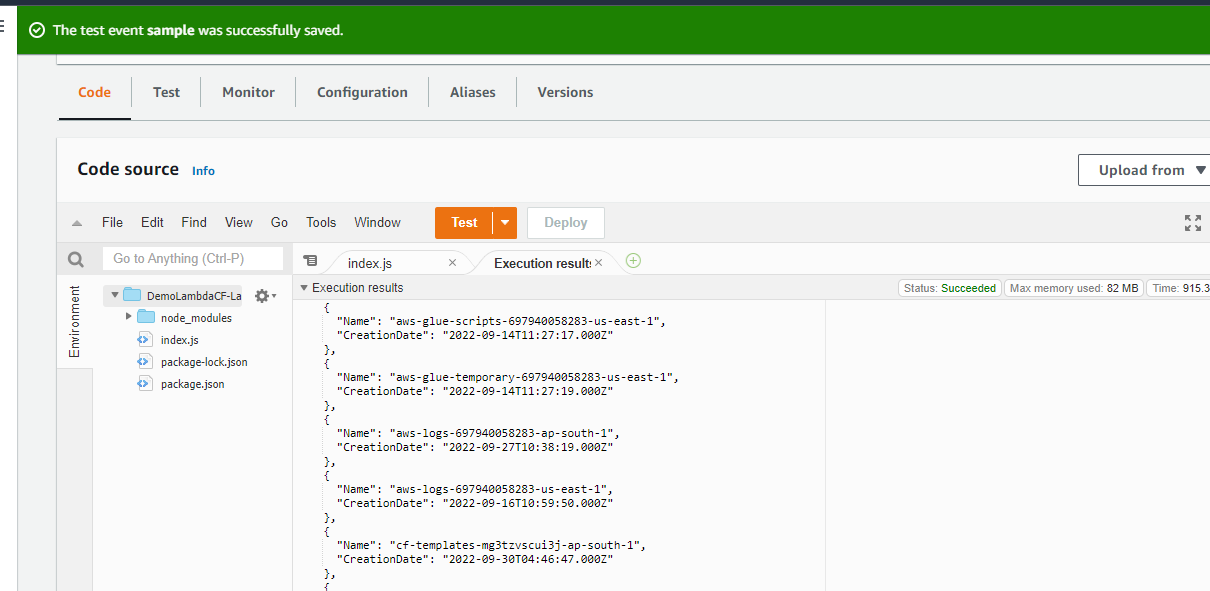 The test event sample was successfully saved.
Code Test Monitor Configuration Aliases Versions
Code source Info
Upload from
File Edit Find View Go Tools Window Test Deploy
Go to Anything (Ctrl-P)
index.js
Execution result
Environment
DemoLambdaCF-La
node_modules
index.js
package-lock.json
package.json
Execution results
Status: Succeeded
Max memory used: 82 MB
Time: 915.3
{
"Name": "aws-glue-scripts-697940058283-us-east-1",
"CreationDate": "2022-09-14T11:27:17.000Z"
},
{
"Name": "aws-glue-temporary-697940058283-us-east-1",
"CreationDate": "2022-09-14T11:27:19.000Z"
},
{
"Name": "aws-logs-697940058283-ap-south-1",
"CreationDate": "2022-09-27T10:38:19.000Z"
},
{
"Name": "aws-logs-697940058283-us-east-1",
"CreationDate": "2022-09-16T10:59:50.000Z"
},
{
"Name": "cf-templates-mg3tzvscui3j-ap-south-1",
"CreationDate": "2022-09-30T04:46:47.000Z"
},
{